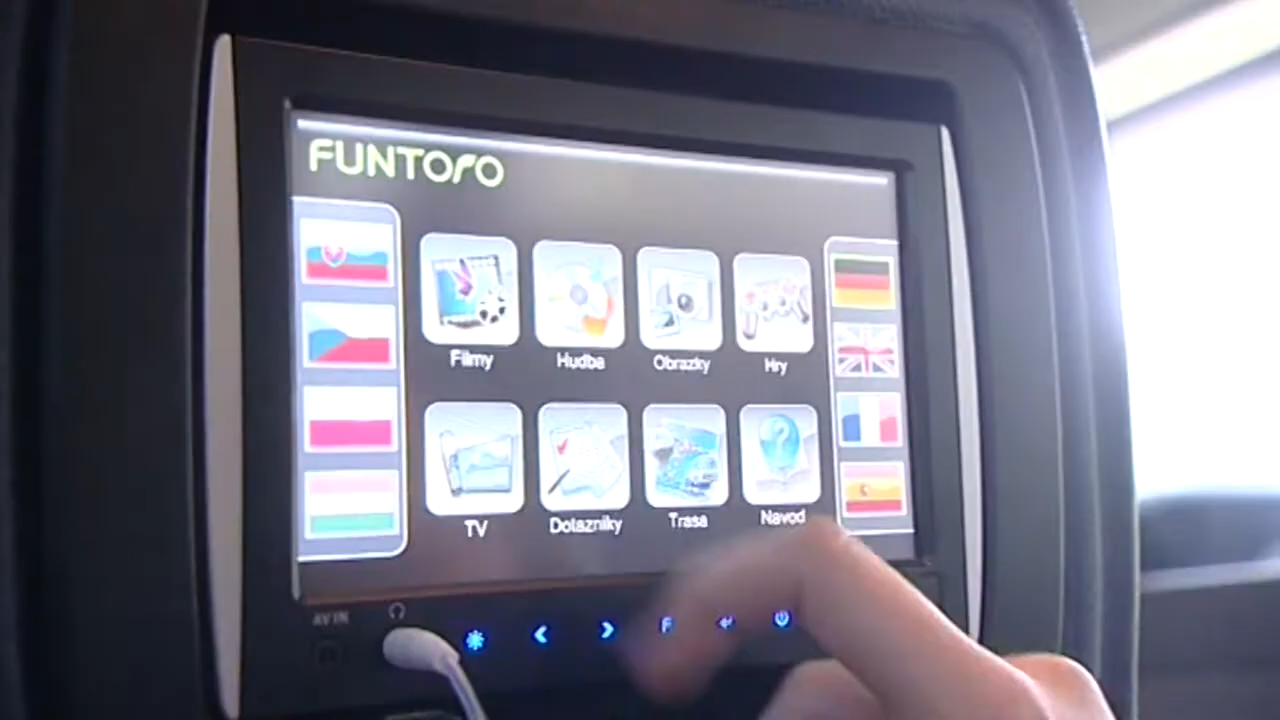 FUNTORO
Filmy
Hudba
Obrazky
Hry
TV
Dotazniky
Trasa
Navod
AV IN
F